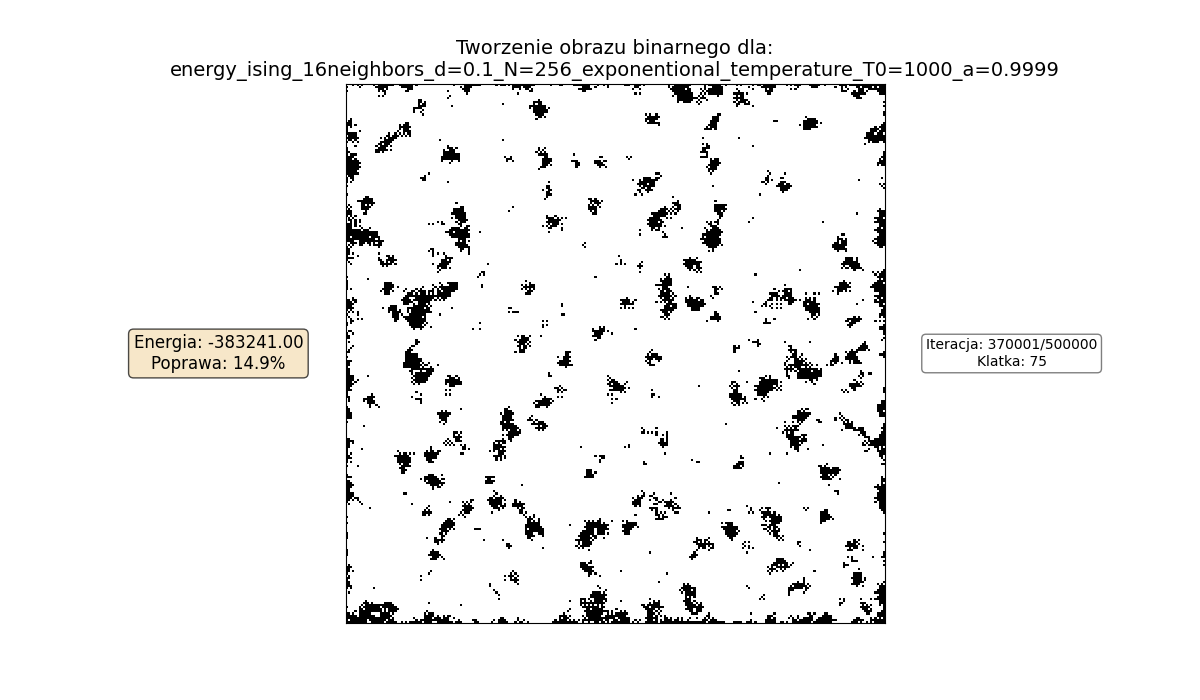 Tworzenie obrazu binarnego dla:
energy_ising_16neighbors_d=0.1_N=256_exponentional_temperature_T0=1000_a=0.9999
Energia: -383241.00
Poprawa: 14.9%
Iteracja: 370001/500000
Klatka: 75